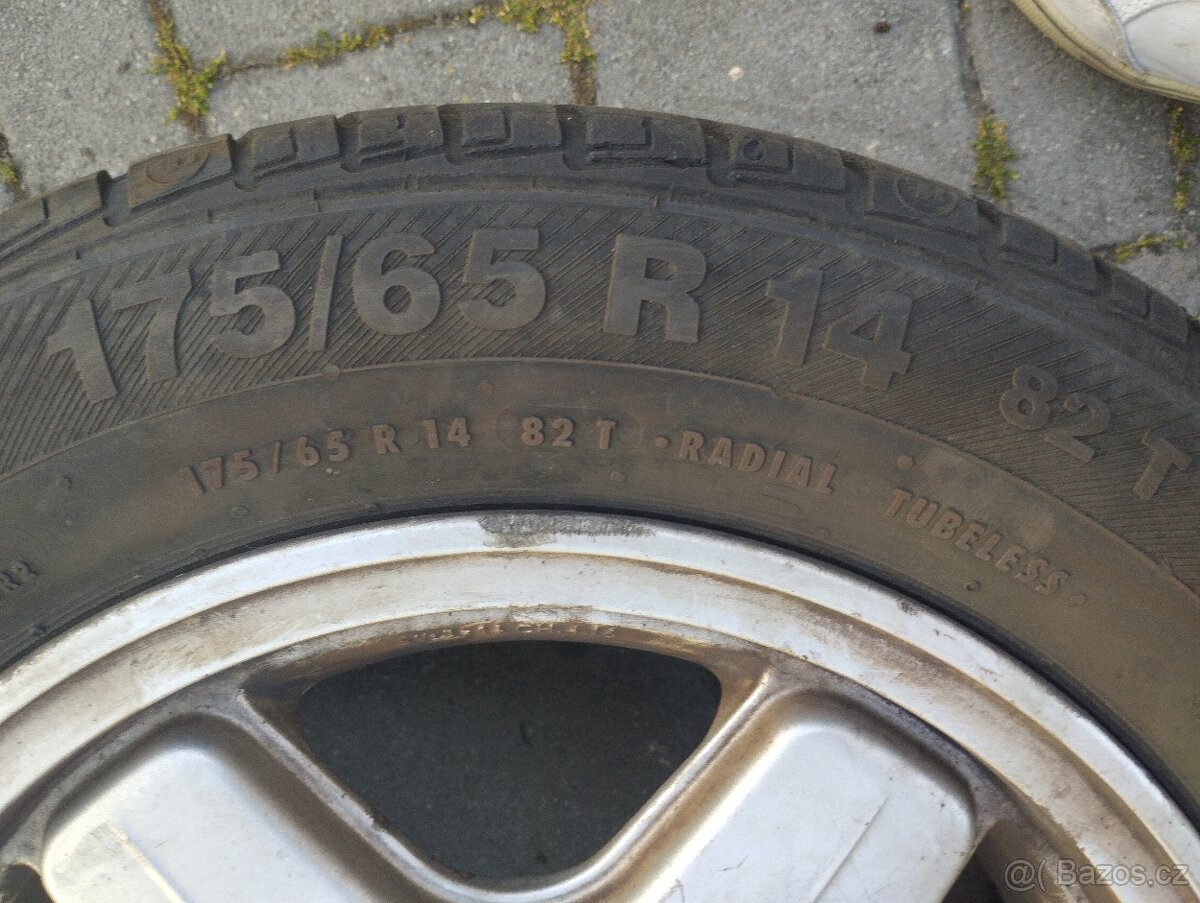 175/65 R 14 82 T
175/65 R 14 82 T • RADIAL TUBELESS
@( Bazos.cz